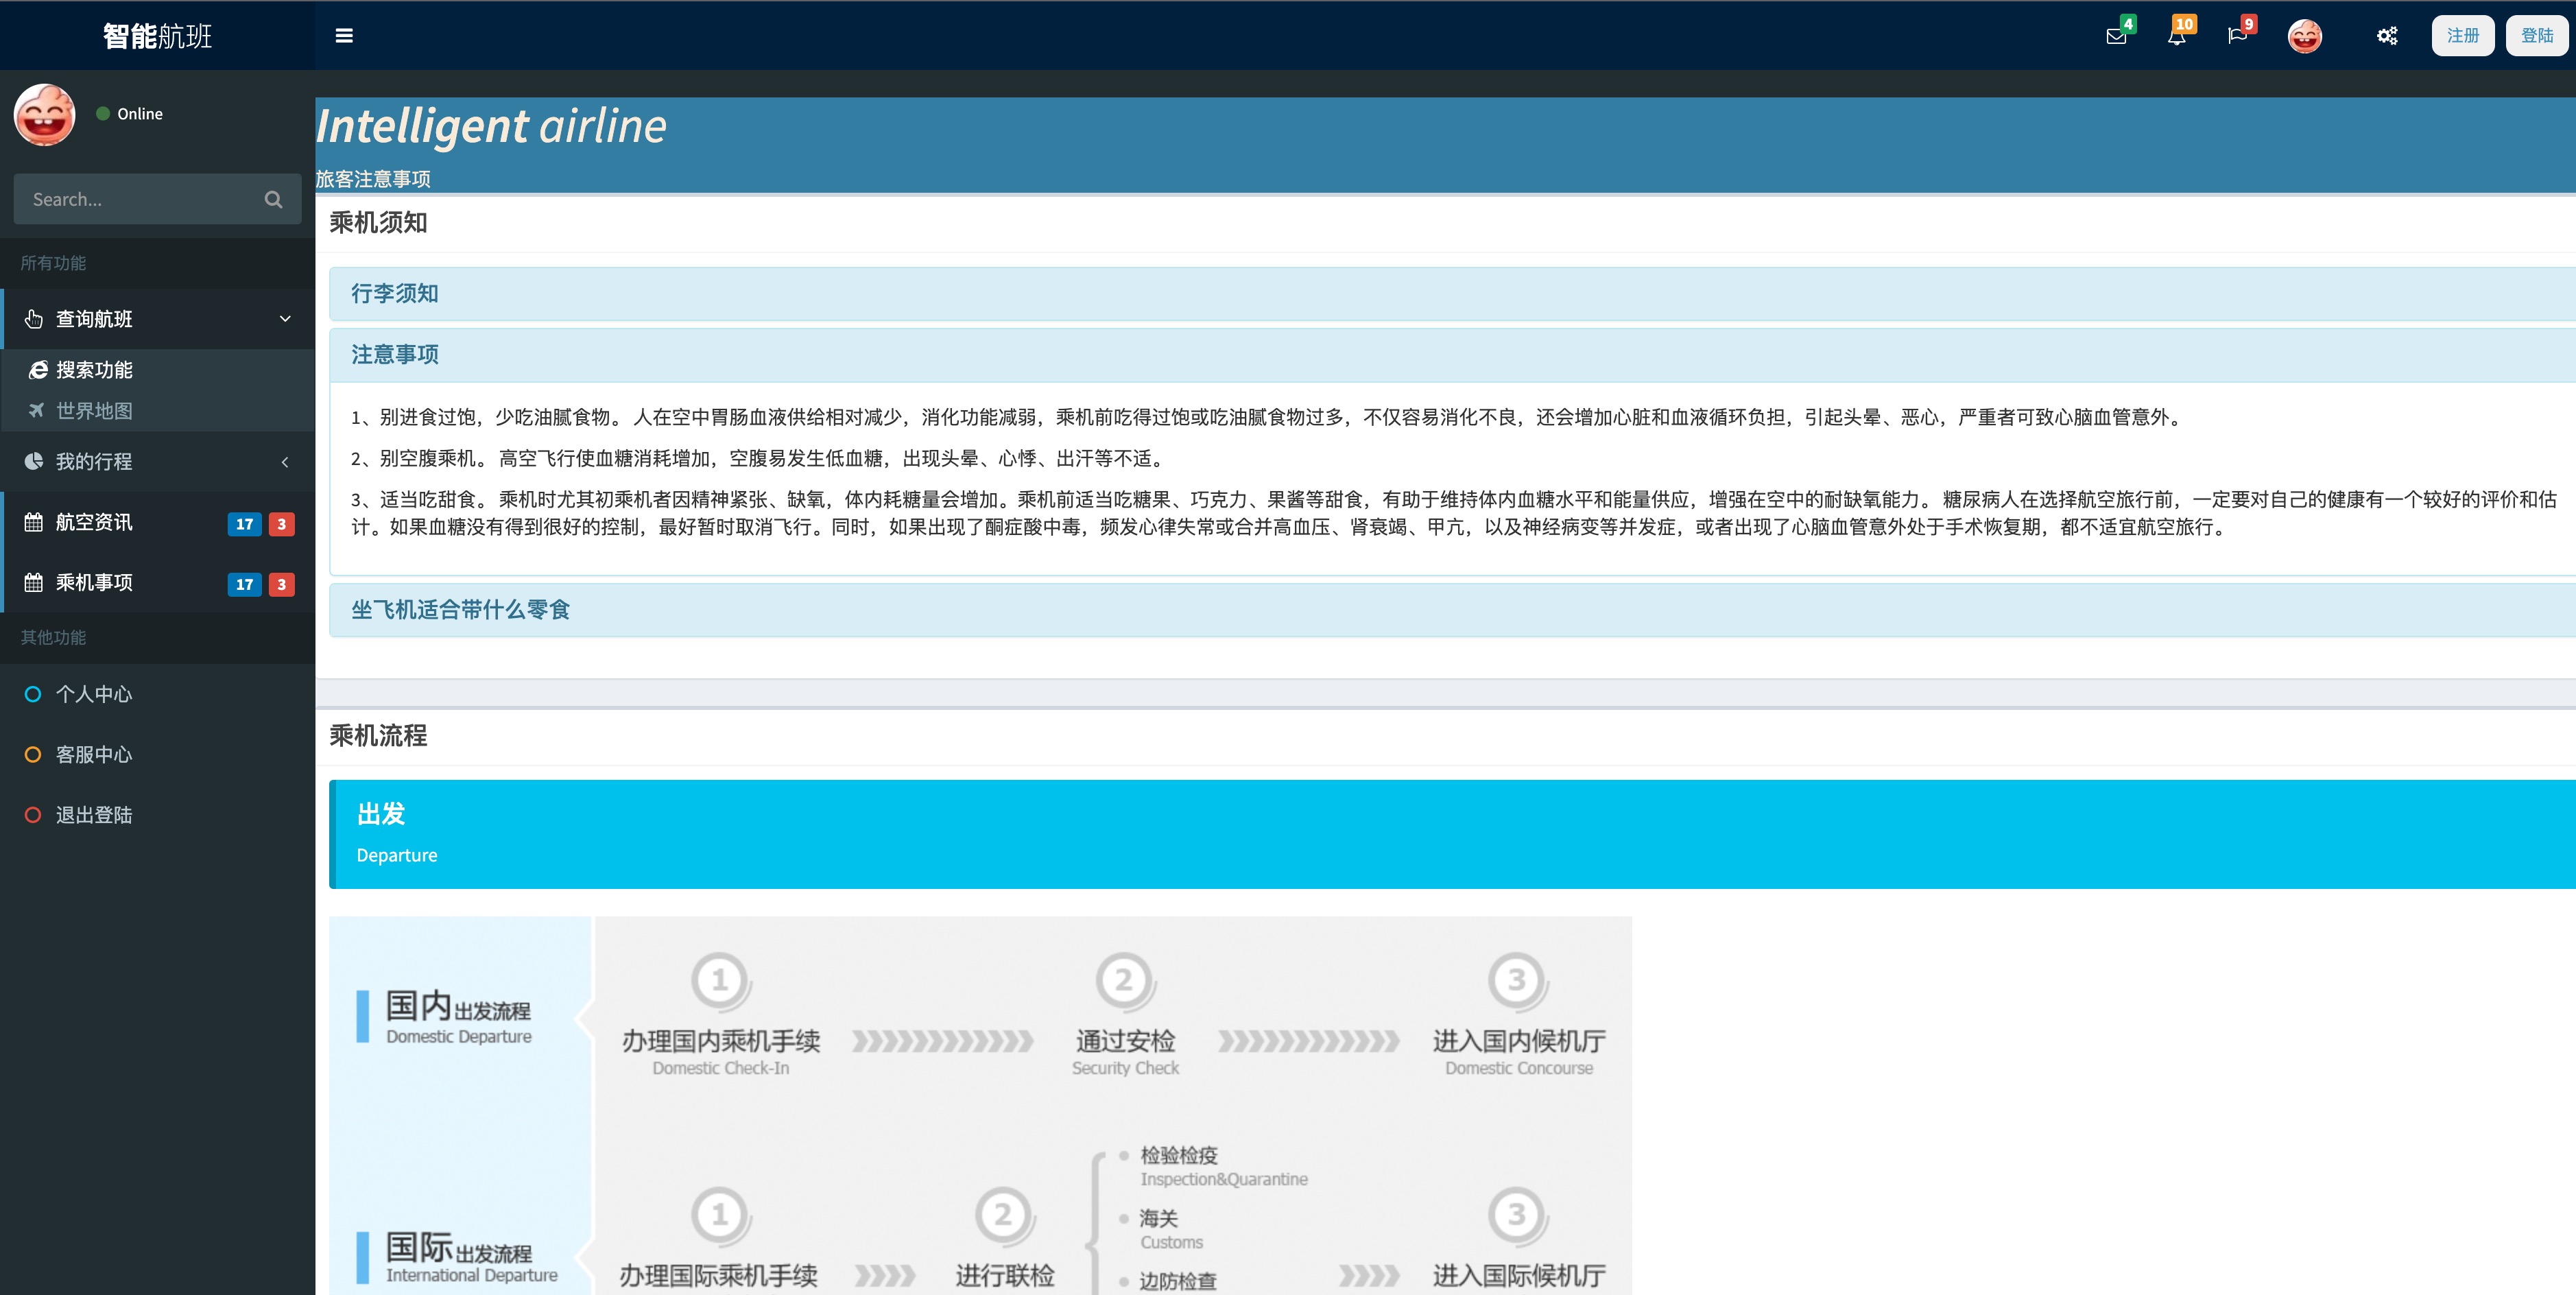 智能航班
4
10
9
注册
登陆
Online
Search...
所有功能
查询航班
搜索功能
世界地图
我的行程
航空资讯 17 3
乘机事项 17 3
其他功能
个人中心
客服中心
退出登陆
Intelligent airline
旅客注意事项
乘机须知
行李须知
注意事项
1、别进食过饱，少吃油腻食物。 人在空中胃肠血液供给相对减少，消化功能减弱，乘机前吃得过饱或吃油腻食物过多，不仅容易消化不良，还会增加心脏和血液循环负担，引起头晕、恶心，严重者可致心脑血管意外。
2、别空腹乘机。 高空飞行使血糖消耗增加，空腹易发生低血糖，出现头晕、心悸、出汗等不适。
3、适当吃甜食。 乘机时尤其初乘机者因精神紧张、缺氧，体内耗糖量会增加。乘机前适当吃糖果、巧克力、果酱等甜食，有助于维持体内血糖水平和能量供应，增强在空中的耐缺氧能力。 糖尿病人在选择航空旅行前，一定要对自己的健康有一个较好的评价和估
计。如果血糖没有得到很好的控制，最好暂时取消飞行。同时，如果出现了酮症酸中毒，频发心律失常或合并高血压、肾衰竭、甲亢，以及神经病变等并发症，或者出现了心脑血管意外处于手术恢复期，都不适宜航空旅行。
坐飞机适合带什么零食
乘机流程
出发
Departure
国内出发流程
Domestic Departure
1
办理国内乘机手续
Domestic Check-In
2
通过安检
Security Check
3
进入国内候机厅
Domestic Concourse
国际出发流程
International Departure
1
办理国际乘机手续
2
进行联检
检验检疫
Inspection&Quarantine
海关
Customs
边防检查
3
进入国际候机厅